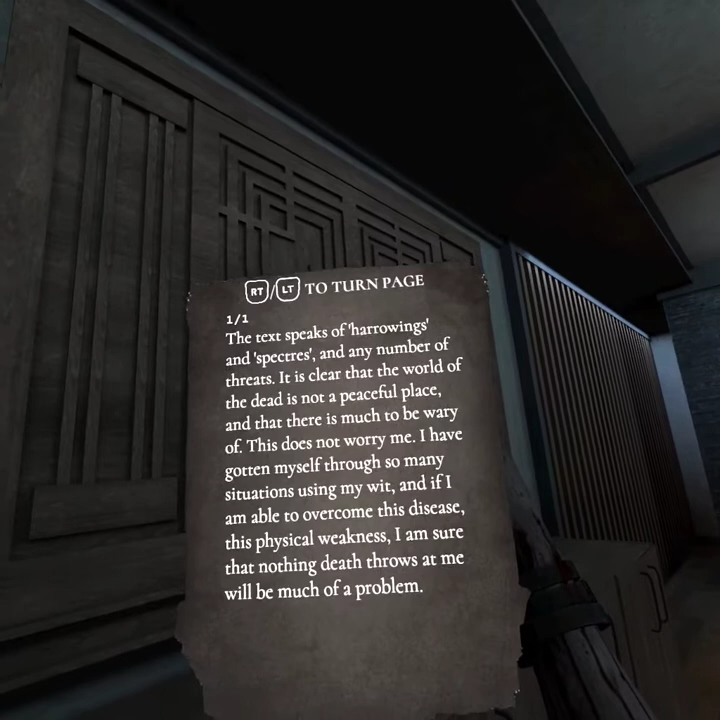 RT/LT TO TURN PAGE
1/1
The text speaks of 'harrowings'
and 'spectres', and any number of
threats. It is clear that the world of
the dead is not a peaceful place,
and that there is much to be wary
of. This does not worry me. I have
gotten myself through so many
situations using my wit, and if I
am able to overcome this disease,
this physical weakness, I am sure
that nothing death throws at me
will be much of a problem.